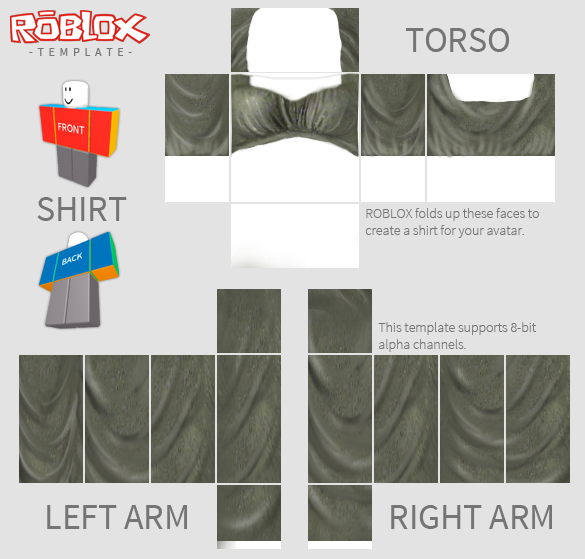 ROBLOX
-TEMPLATE-
TORSO
FRONT
SHIRT
BACK
ROBLOX folds up these faces to
create a shirt for your avatar.
This template supports 8-bit
alpha channels.
LEFT ARM
RIGHT ARM